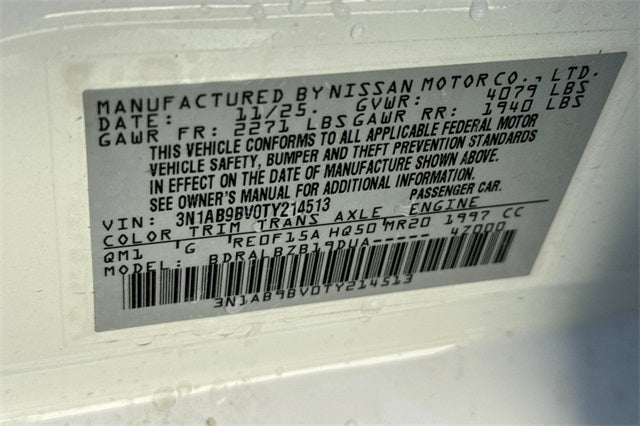 MANUFACTURED BY NISSAN MOTOR CO., LTD.
DATE: 11/25. GVWR: 4079 LBS
GAWR FR: 2271 LBS GAWR RR: 1940 LBS
THIS VEHICLE CONFORMS TO ALL APPLICABLE FEDERAL MOTOR
VEHICLE SAFETY, BUMPER AND THEFT PREVENTION STANDARDS
IN EFFECT ON THE DATE OF MANUFACTURE SHOWN ABOVE.
SEE OWNER'S MANUAL FOR ADDITIONAL INFORMATION.
VIN: 3N1AB9BV0TY214513 PASSENGER CAR.
COLOR TRIM TRANS AXLE ENGINE
QM1 G RE0F15A HQ50 MR20 1997 CC
MODEL: BDRALBZB19DUA----- 47000
3N1AB9BV0TY214513